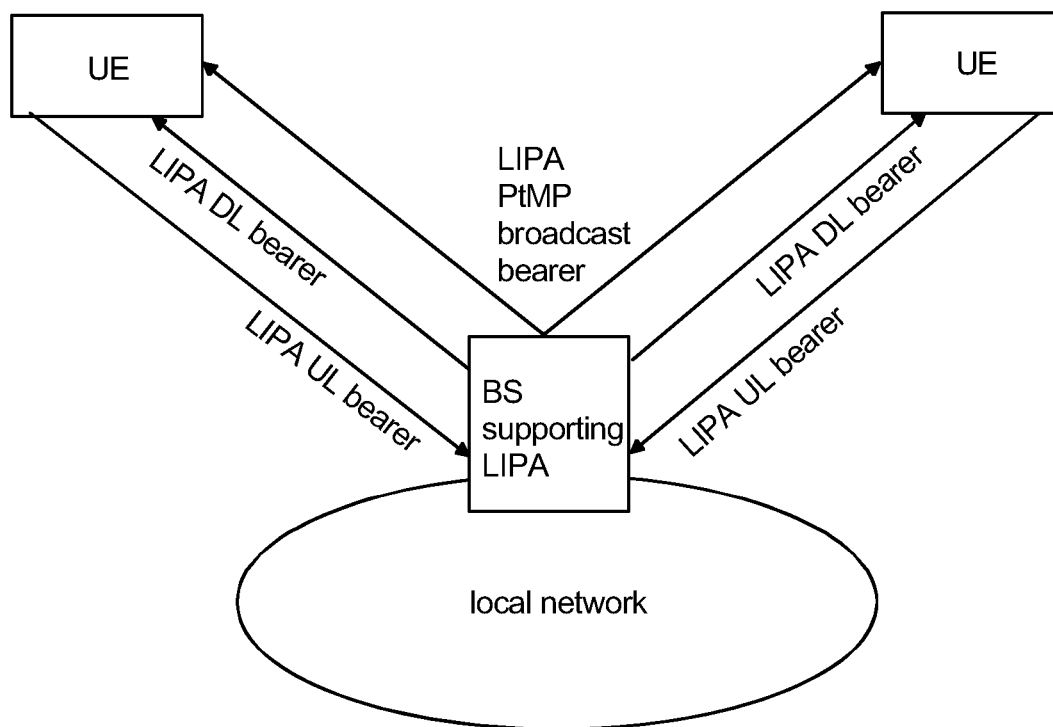 UE
UE
LIPA
PtMP
broadcast
bearer
LIPA DL bearer
LIPA UL bearer
LIPA DL bearer
LIPA UL bearer
BS
supporting
LIPA
local network